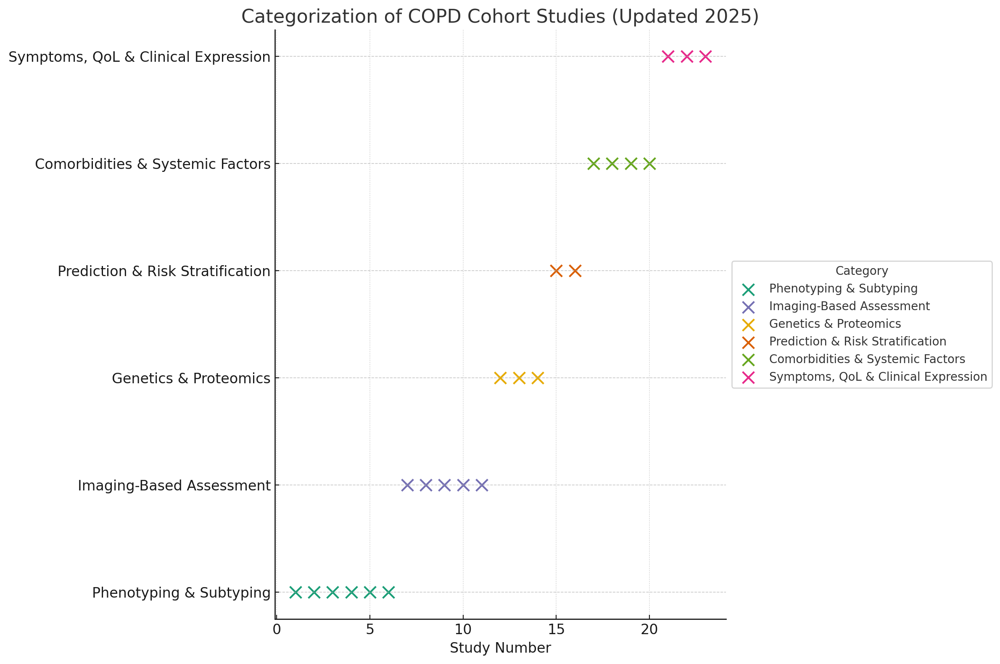 Categorization of COPD Cohort Studies (Updated 2025)
Symptoms, QoL & Clinical Expression
Comorbidities & Systemic Factors
Prediction & Risk Stratification
Genetics & Proteomics
Imaging-Based Assessment
Phenotyping & Subtyping
0 5 10 15 20
Study Number
Category
Phenotyping & Subtyping
Imaging-Based Assessment
Genetics & Proteomics
Prediction & Risk Stratification
Comorbidities & Systemic Factors
Symptoms, QoL & Clinical Expression